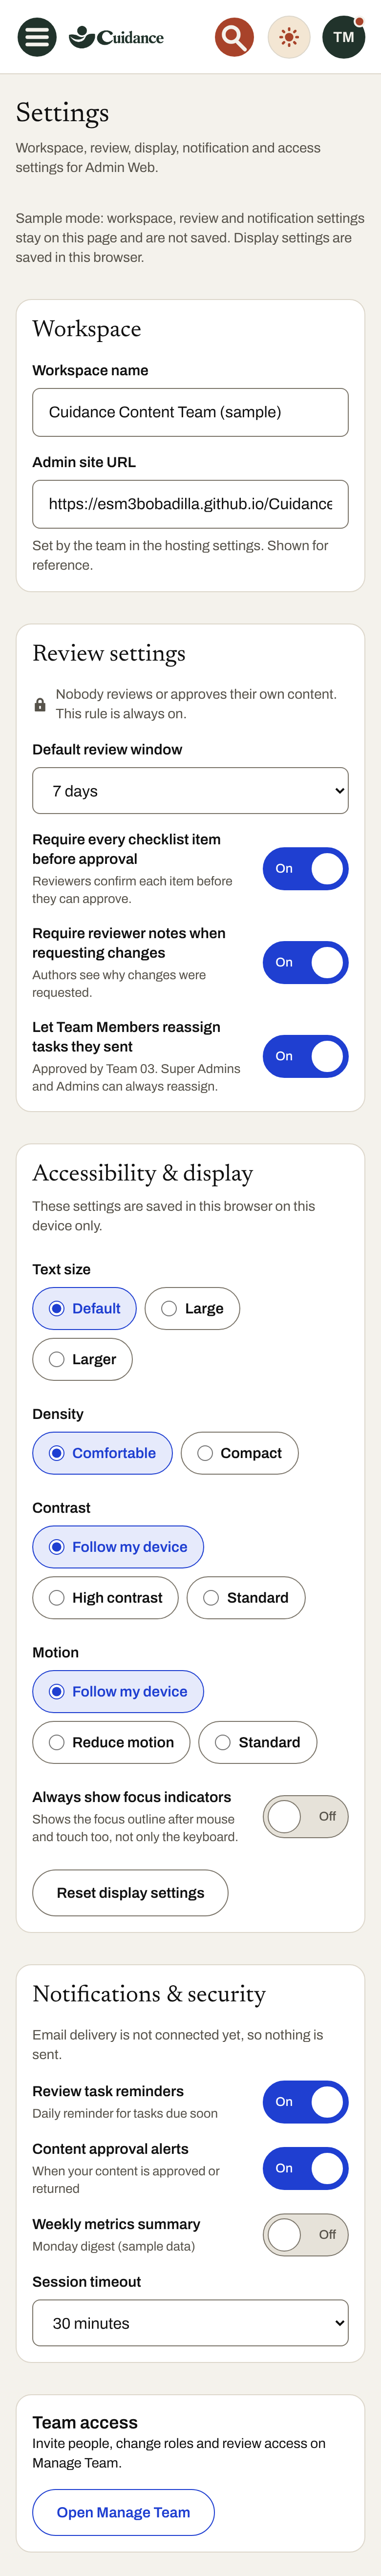 Cuidance
TM
Settings
Workspace, review, display, notification and access
settings for Admin Web.
Sample mode: workspace, review and notification settings
stay on this page and are not saved. Display settings are
saved in this browser.
Workspace
Workspace name
Cuidance Content Team (sample)
Admin site URL
https://esm3bobadilla.github.io/Cuidance
Set by the team in the hosting settings. Shown for
reference.
Review settings
Nobody reviews or approves their own content.
This rule is always on.
Default review window
7 days
Require every checklist item
before approval
On
Reviewers confirm each item before
they can approve.
Require reviewer notes when
requesting changes
On
Authors see why changes were
requested.
Let Team Members reassign
tasks they sent
On
Approved by Team 03. Super Admins
and Admins can always reassign.
Accessibility & display
These settings are saved in this browser on this
device only.
Text size
Default Large
Larger
Density
Comfortable Compact
Contrast
Follow my device
High contrast Standard
Motion
Follow my device
Reduce motion Standard
Always show focus indicators
Shows the focus outline after mouse
and touch too, not only the keyboard.
Off
Reset display settings
Notifications & security
Email delivery is not connected yet, so nothing is
sent.
Review task reminders
Daily reminder for tasks due soon
On
Content approval alerts
When your content is approved or
returned
On
Weekly metrics summary
Monday digest (sample data)
Off
Session timeout
30 minutes
Team access
Invite people, change roles and review access on
Manage Team.
Open Manage Team